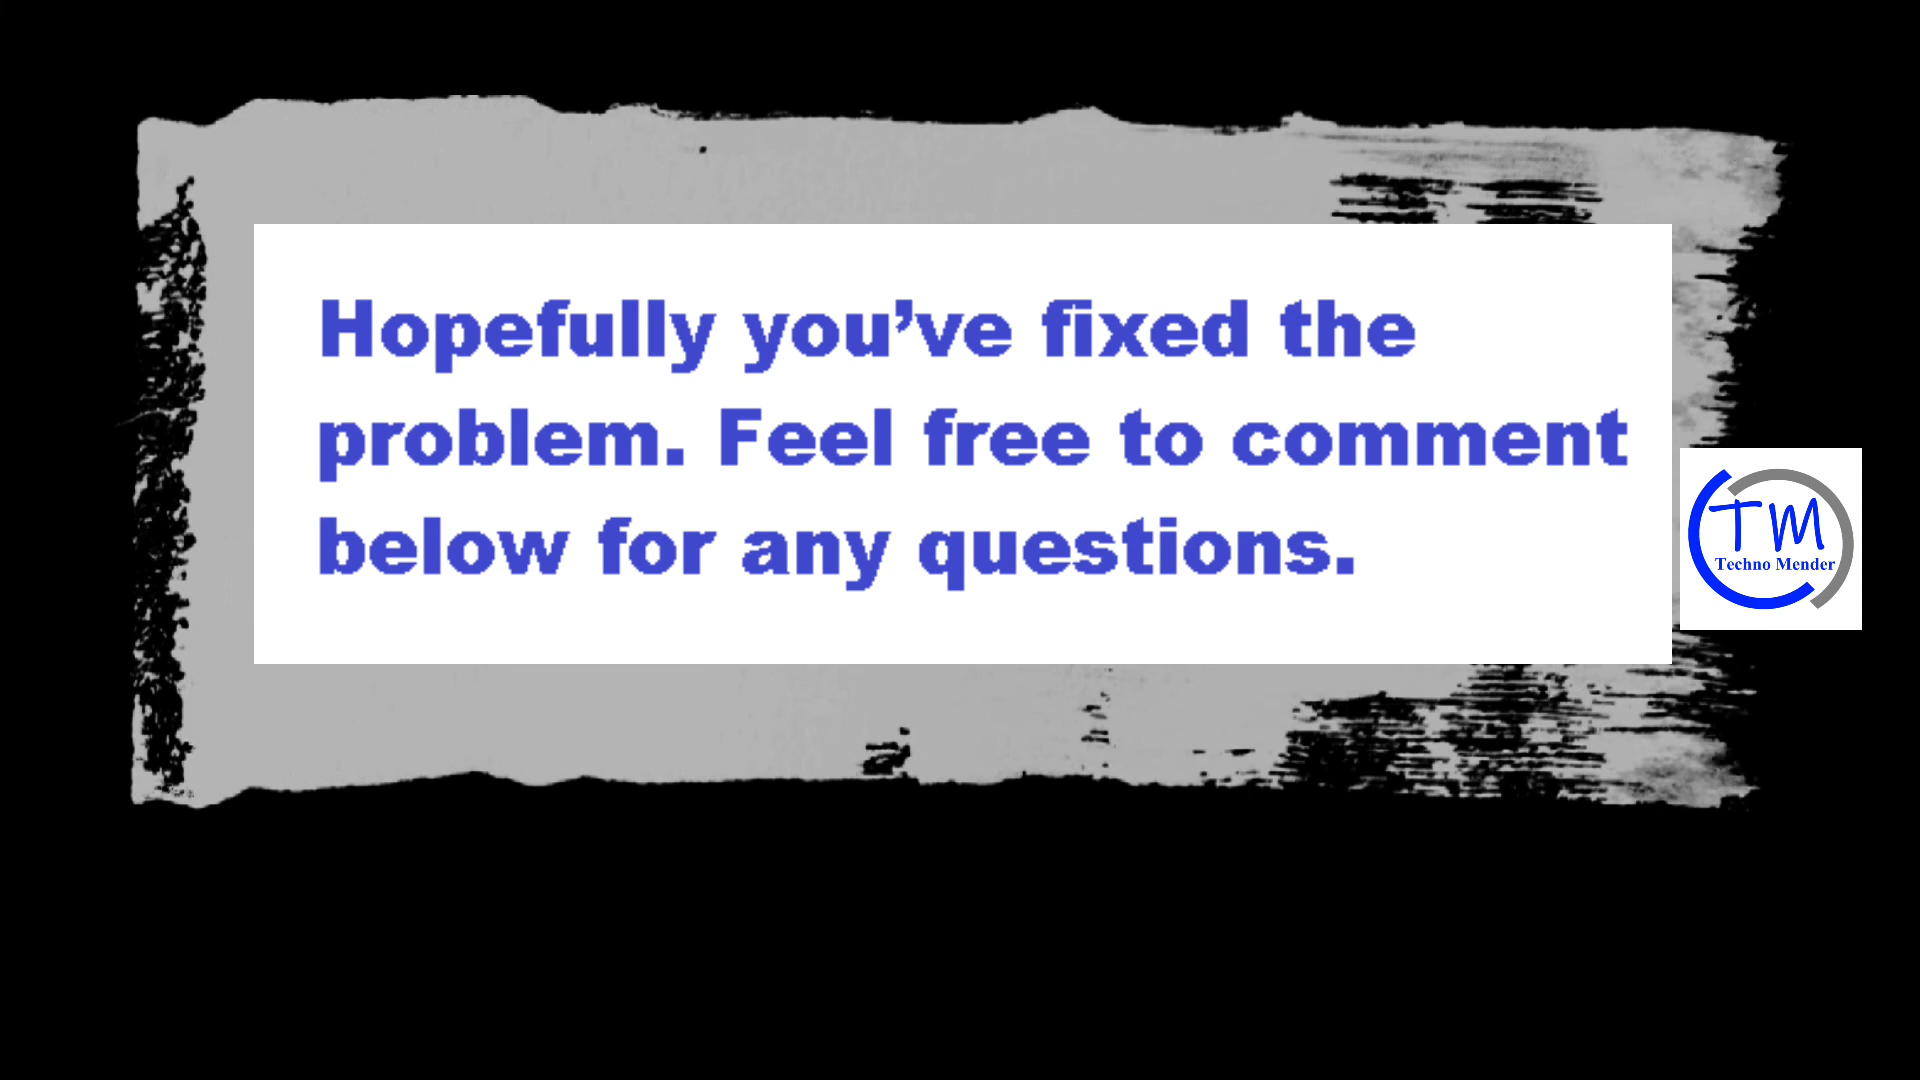 Hopefully you’ve fixed the
problem. Feel free to comment
below for any questions.
TM
Techno Mender